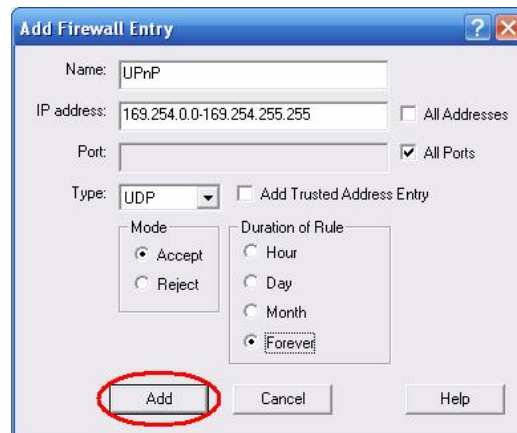 Add Firewall Entry
Name: UPnP
IP address: 169.254.0.0-169.254.255.255 All Addresses
Port: All Ports
Type: UDP Add Trusted Address Entry
Mode
Accept
Reject
Duration of Rule
Hour
Day
Month
Forever
Add Cancel Help